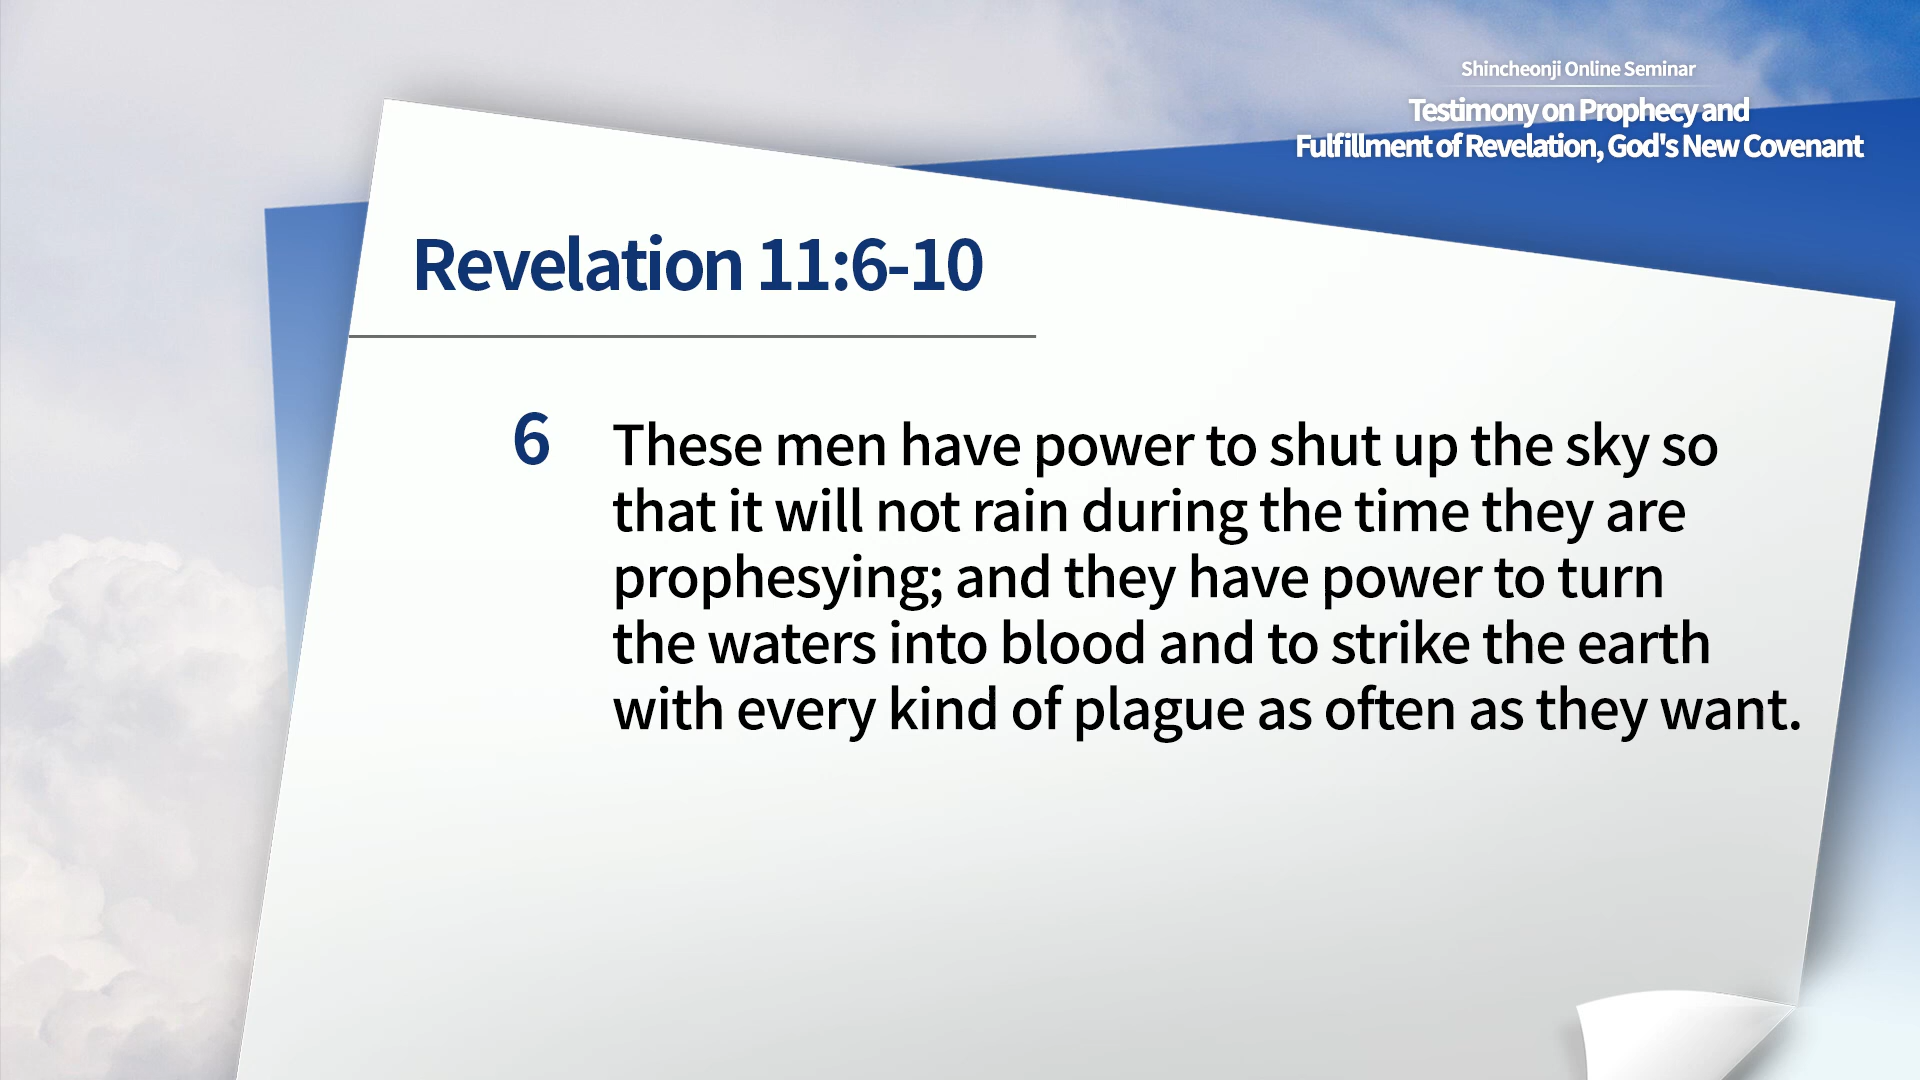 Shincheonji Online Seminar
Testimony on Prophecy and
Fulfillment of Revelation, God's New Covenant
Revelation 11:6-10
6 These men have power to shut up the sky so
that it will not rain during the time they are
prophesying; and they have power to turn
the waters into blood and to strike the earth
with every kind of plague as often as they want.